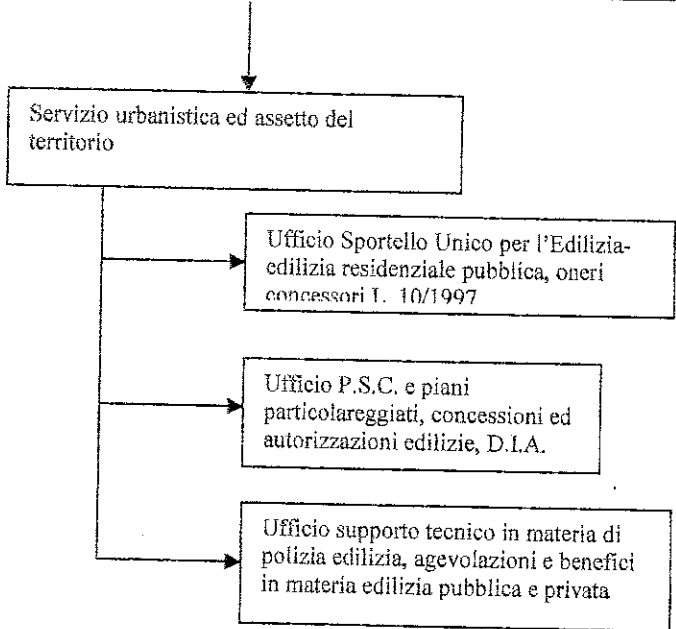 Servizio urbanistica ed assetto del
territorio
Ufficio Sportello Unico per l'Edilizia-
edilizia residenziale pubblica, oneri
concessori L. 10/1997
Ufficio P.S.C. e piani
particolareggiati, concessioni ed
autorizzazioni edilizie, D.I.A.
Ufficio supporto tecnico in materia di
polizia edilizia, agevolazioni e benefici
in materia edilizia pubblica e privata